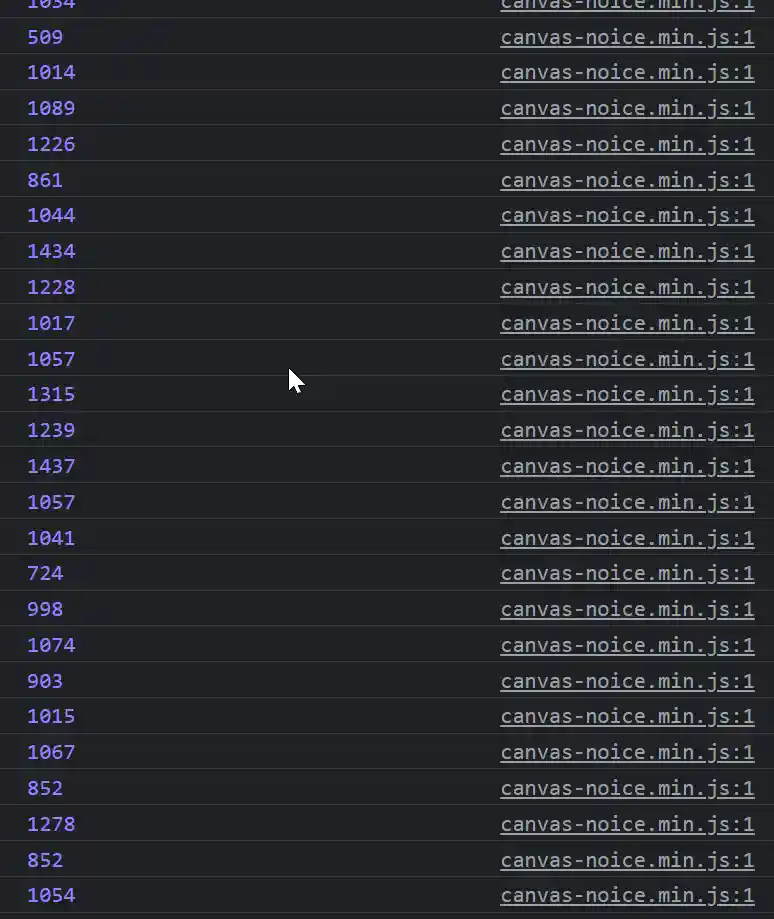 1034 canvas-noice.min.js:1
509 canvas-noice.min.js:1
1014 canvas-noice.min.js:1
1089 canvas-noice.min.js:1
1226 canvas-noice.min.js:1
861 canvas-noice.min.js:1
1044 canvas-noice.min.js:1
1434 canvas-noice.min.js:1
1228 canvas-noice.min.js:1
1017 canvas-noice.min.js:1
1057 canvas-noice.min.js:1
1315 canvas-noice.min.js:1
1239 canvas-noice.min.js:1
1437 canvas-noice.min.js:1
1057 canvas-noice.min.js:1
1041 canvas-noice.min.js:1
724 canvas-noice.min.js:1
998 canvas-noice.min.js:1
1074 canvas-noice.min.js:1
903 canvas-noice.min.js:1
1015 canvas-noice.min.js:1
1067 canvas-noice.min.js:1
852 canvas-noice.min.js:1
1278 canvas-noice.min.js:1
852 canvas-noice.min.js:1
1054 canvas-noice.min.js:1